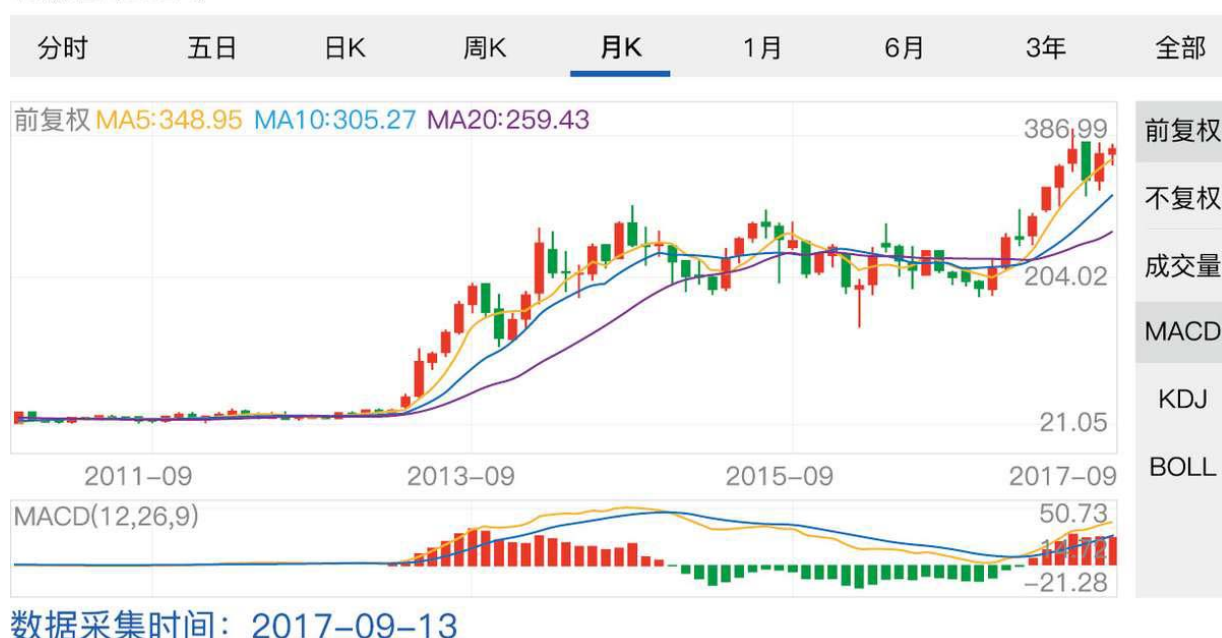 分时 五日 日K 周K 月K 1月 6月 3年 全部
前复权 MA5:348.95 MA10:305.27 MA20:259.43
386.99
204.02
21.05
2011-09 2013-09 2015-09 2017-09
MACD(12,26,9)
50.73
-21.28
前复权
不复权
成交量
MACD
KDJ
BOLL
数据采集时间：2017-09-13